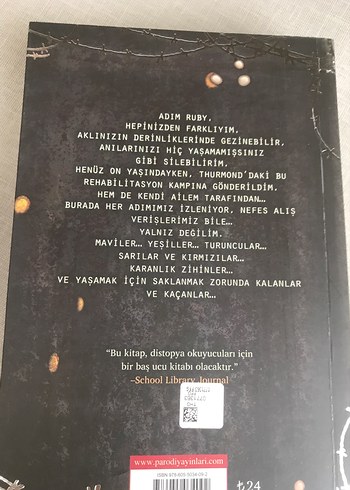 ADIM RUBY.
HEPİNİZDEN FARKLIYIM.
AKLINIZIN DERİNLİKLERİNDE GEZİNEBİLİR,
ANILARINIZI HİÇ YAŞAMAMIŞSINIZ
GİBİ SİLEBİLİRİM.
HENÜZ ON YAŞINDAYKEN, THURMOND'DAKİ BU
REHABİLİTASYON KAMPINA GÖNDERİLDİM.
HEM DE KENDİ AİLEM TARAFINDAN…
BURADA HER ADIMIMIZ İZLENİYOR, NEFES ALIŞ
VERİŞLERİMİZ BİLE…
YALNIZ DEĞİLİM.
MAVİLER… YEŞİLLER… TURUNCULAR…
SARILAR VE KIRMIZILAR…
KARANLIK ZİHİNLER…
VE YAŞAMAK İÇİN SAKLANMAK ZORUNDA KALANLAR
VE KAÇANLAR…
“Bu kitap, distopya okuyucuları için
bir baş ucu kitabı olacaktır.”
–School Library Journal
www.parodiyayinlari.com
₺24